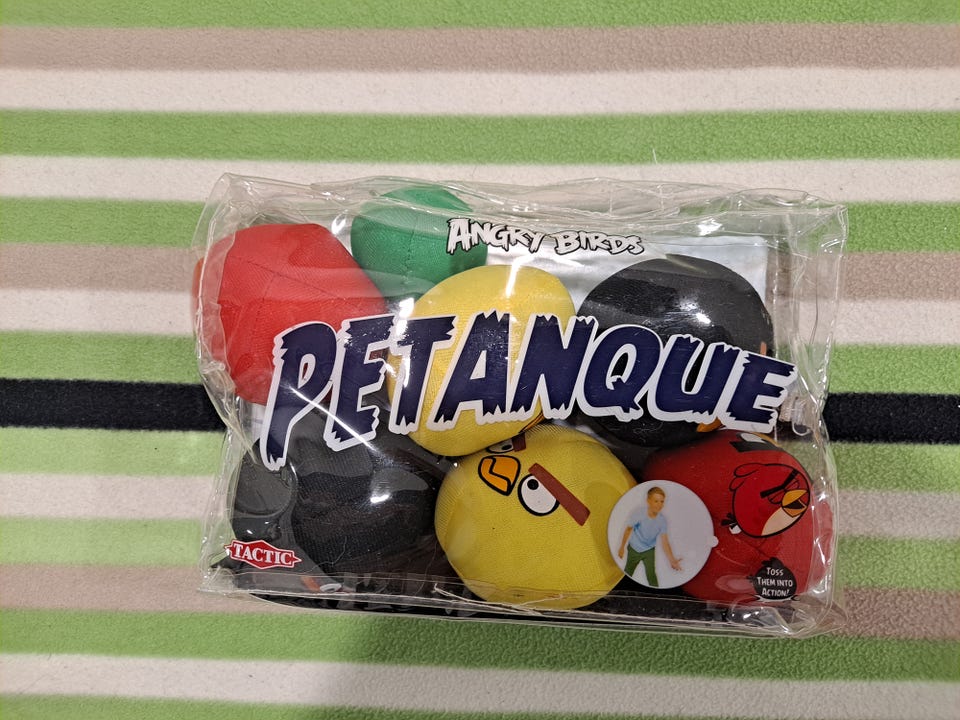 ANGRY BIRDS
PETANQUE
TACTIC
TOSS
THEM INTO
ACTION!